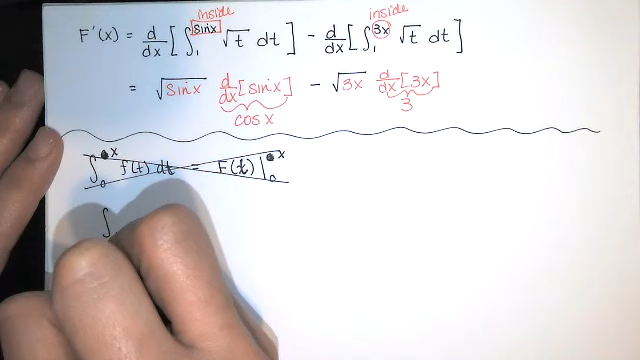 inside inside
F'(x) = d/dx [ ∫₁^{sin x} √t dt ] − d/dx [ ∫₁^{3x} √t dt ]
= √sin x d/dx [sin x] − √3x d/dx [3x]
cos x 3
∫₀^x f(t) dt = F(t) |₀^x
∫